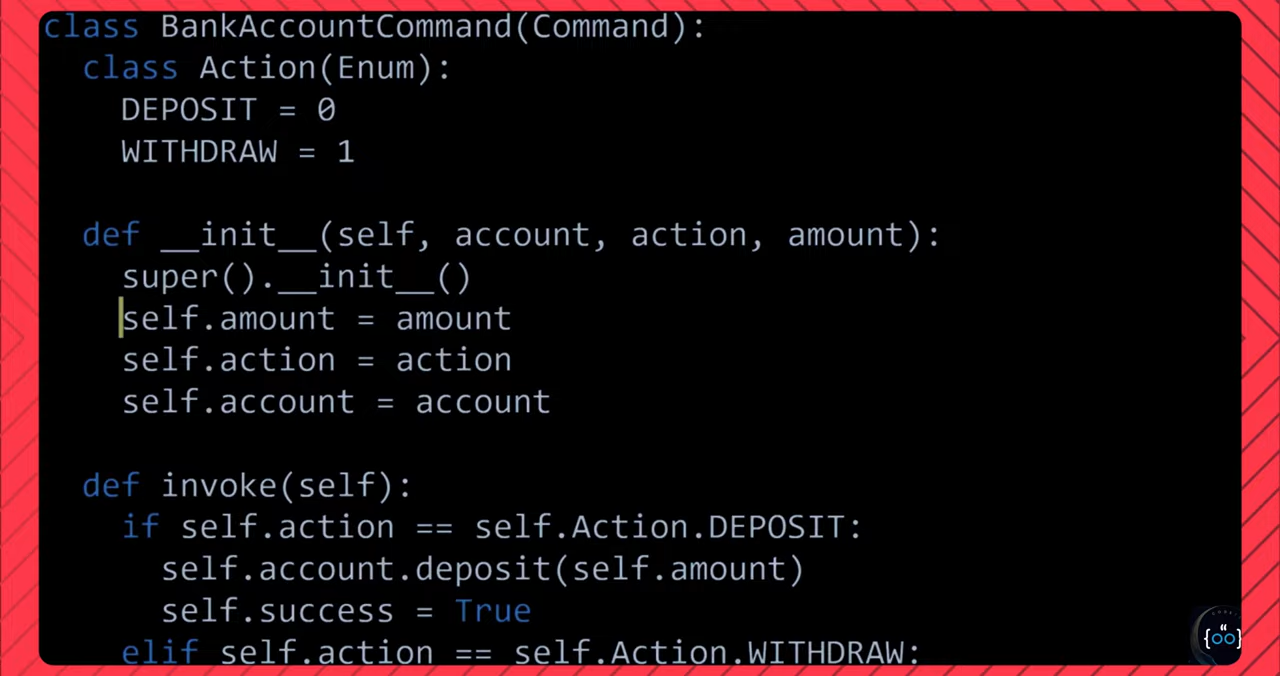 class BankAccountCommand(Command):
  class Action(Enum):
    DEPOSIT = 0
    WITHDRAW = 1

  def __init__(self, account, action, amount):
    super().__init__()
    self.amount = amount
    self.action = action
    self.account = account

  def invoke(self):
    if self.action == self.Action.DEPOSIT:
      self.account.deposit(self.amount)
      self.success = True
    elif self.action == self.Action.WITHDRAW: